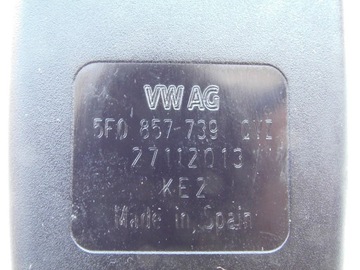 VW AG
5F0 857-739
27112013
KEZ
Made in Spain